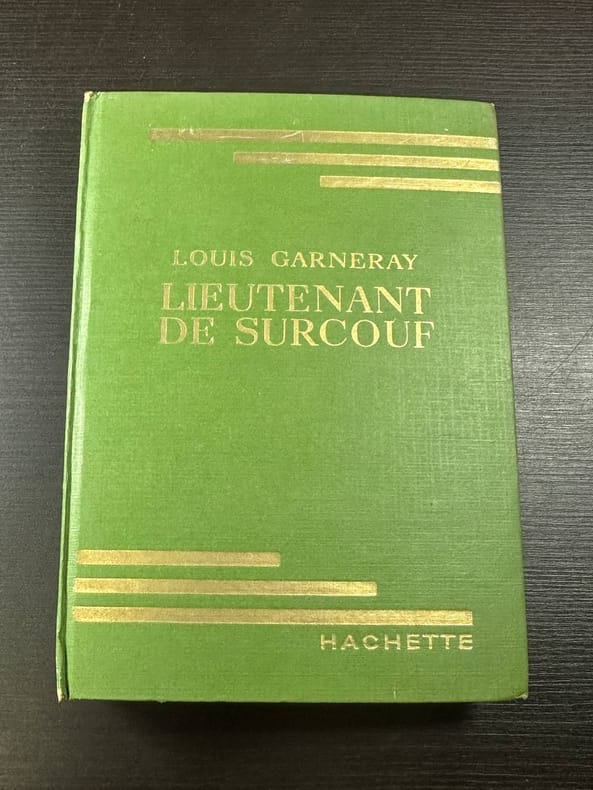 LOUIS GARNERAY
LIEUTENANT
DE SURCOUF
HACHETTE